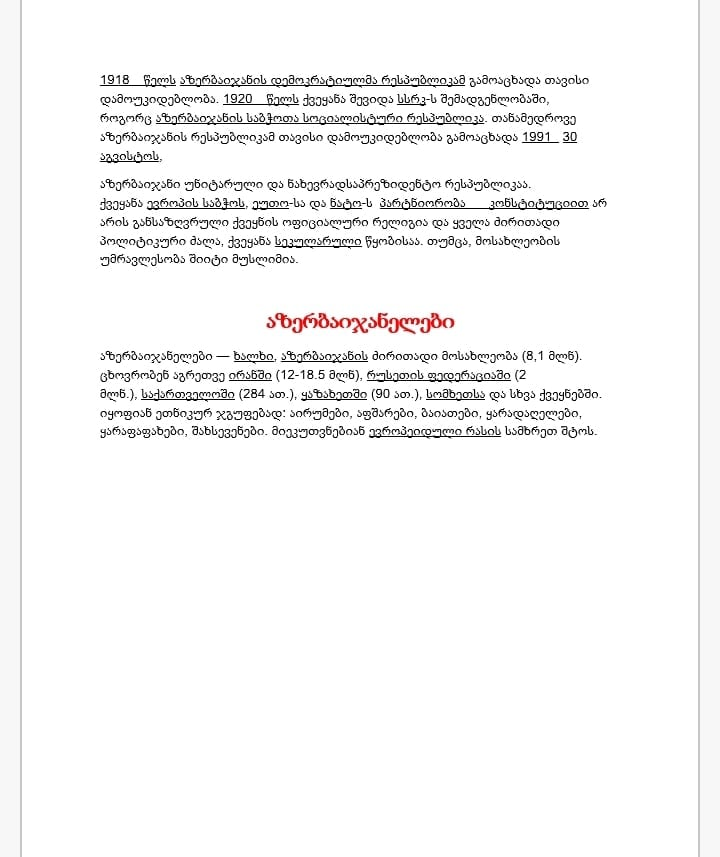 1918 წელს აზერბაიჯანის დემოკრატიულმა რესპუბლიკამ გამოაცხადა თავისი
დამოუკიდებლობა. 1920 წელს ქვეყანა შევიდა სსრკ-ს შემადგენლობაში,
როგორც აზერბაიჯანის საბჭოთა სოციალისტური რესპუბლიკა. თანამედროვე
აზერბაიჯანის რესპუბლიკამ თავისი დამოუკიდებლობა გამოაცხადა 1991 30
აგვისტოს,
აზერბაიჯანი უნიტარული და ნახევრადსაპრეზიდენტო რესპუბლიკაა.
ქვეყანა ევროპის საბჭოს, ეუთო-სა და ნატო-ს პარტნიორობა კონსტიტუციით არ
არის განსაზღვრული ქვეყნის ოფიციალური რელიგია და ყველა ძირითადი
პოლიტიკური ძალა, ქვეყანა სეკულარული წყობისაა. თუმცა, მოსახლეობის
უმრავლესობა შიიტი მუსლიმია.
აზერბაიჯანელები
აზერბაიჯანელები — ხალხი, აზერბაიჯანის ძირითადი მოსახლეობა (8,1 მლნ).
ცხოვრობენ აგრეთვე ირანში (12-18.5 მლნ), რუსეთის ფედერაციაში (2
მლნ.), საქართველოში (284 ათ.), ყაზახეთში (90 ათ.), სომხეთსა და სხვა ქვეყნებში.
იყოფიან ეთნიკურ ჯგუფებად: აირუმები, აფშარები, ბაიათები, ყარადაღელები,
ყარაფაფახები, შახსევენები. მიეკუთვნებიან ევროპეიდული რასის სამხრეთ შტოს.